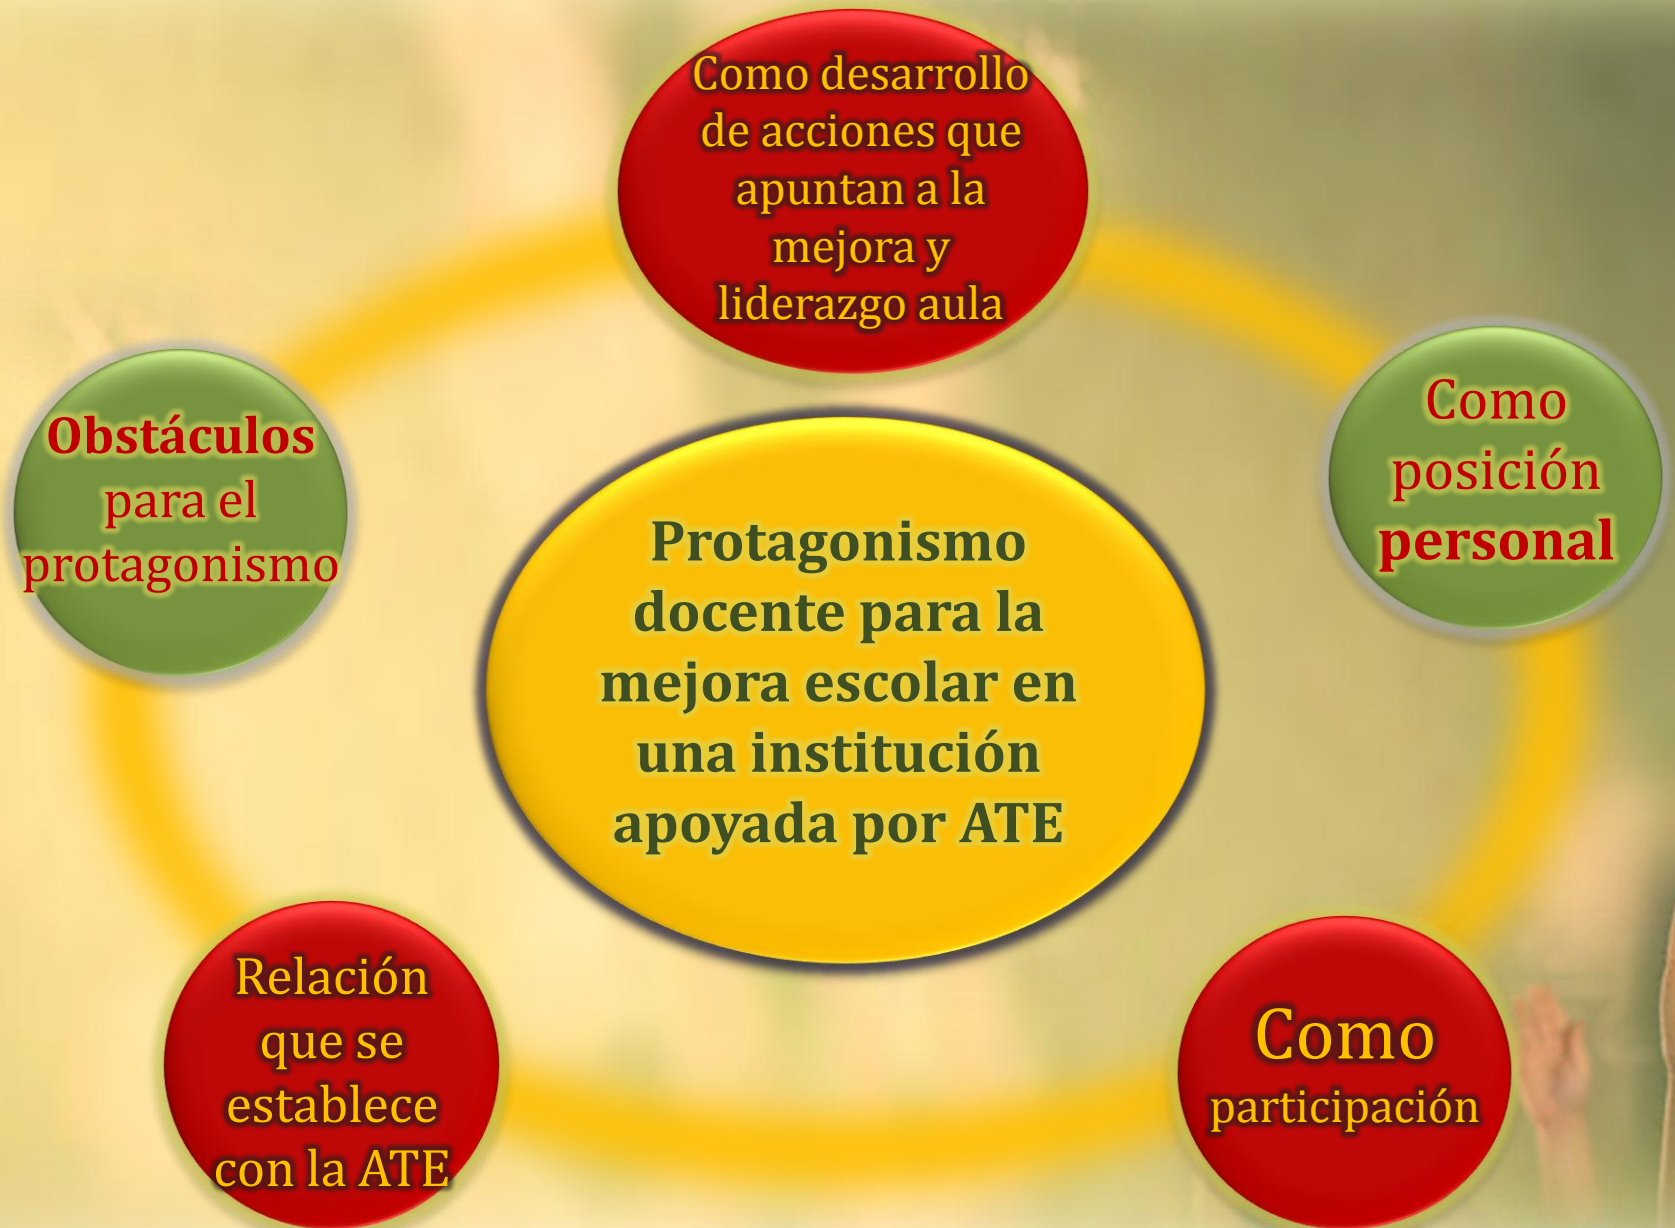 Como desarrollo
de acciones que
apuntan a la
mejora y
liderazgo aula
Como
posición
personal
Obstáculos
para el
protagonismo
Protagonismo
docente para la
mejora escolar en
una institución
apoyada por ATE
Relación
que se
establece
con la ATE
Como
participación